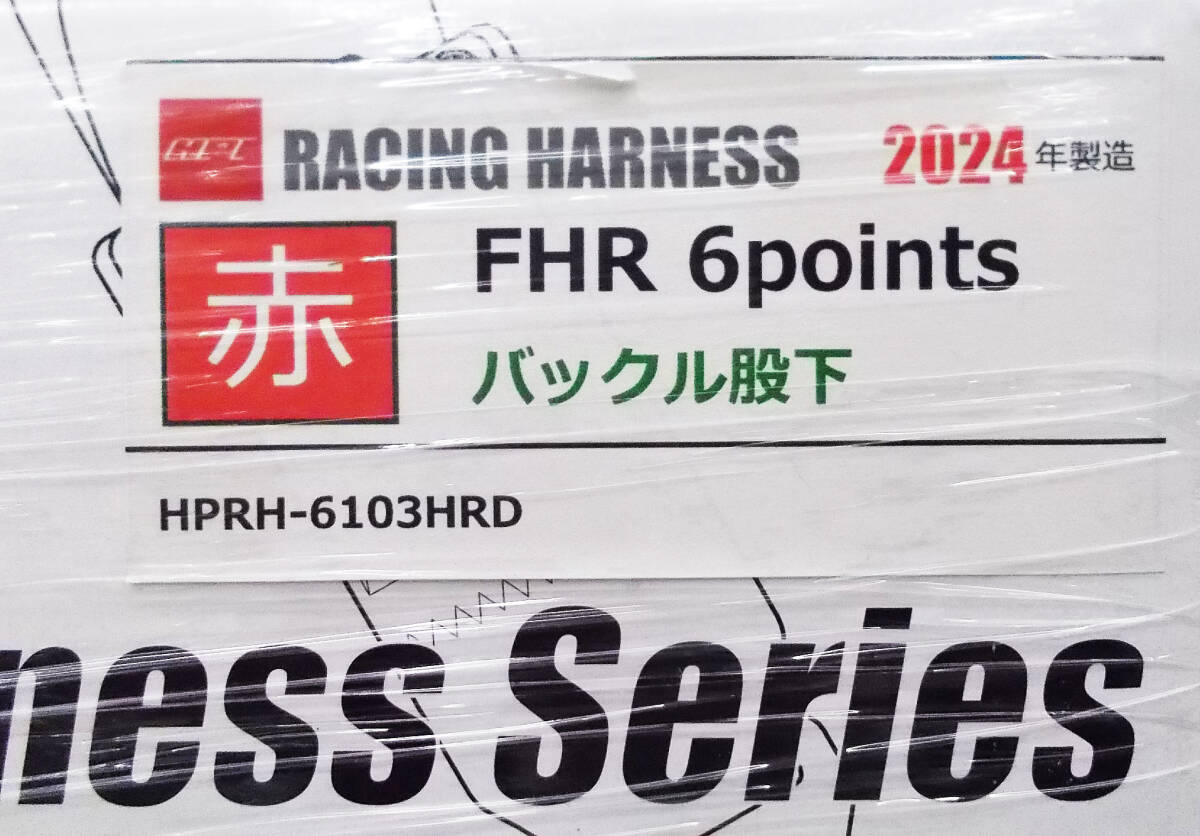 RACING HARNESS 2024年製造
赤
FHR 6points
バックル股下
HPRH-6103HRD
ness Series